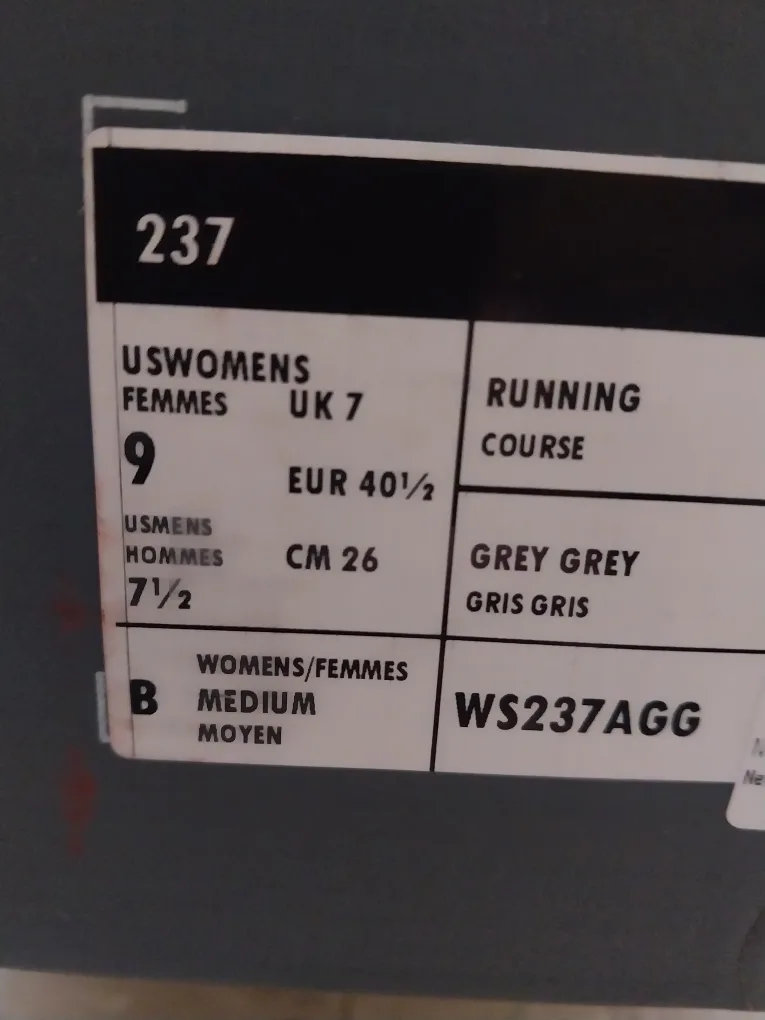 237
USWOMENS
FEMMES UK 7
9
EUR 40½
USMENS
HOMMES CM 26
7½
RUNNING
COURSE
GREY GREY
GRIS GRIS
B WOMENS/FEMMES
MEDIUM
MOYEN
WS237AGG
Ne